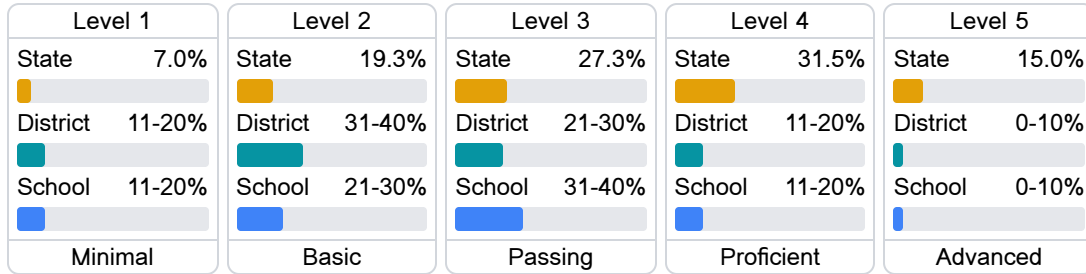 Level 1
State 7.0%
District 11-20%
School 11-20%
Minimal
Level 2
State 19.3%
District 31-40%
School 21-30%
Basic
Level 3
State 27.3%
District 21-30%
School 31-40%
Passing
Level 4
State 31.5%
District 11-20%
School 11-20%
Proficient
Level 5
State 15.0%
District 0-10%
School 0-10%
Advanced